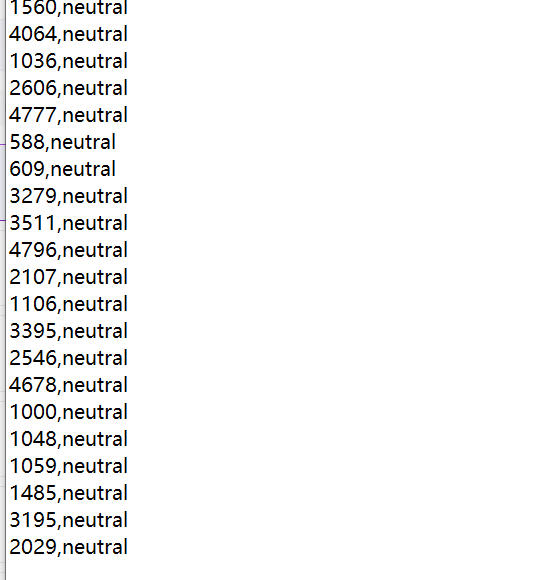 1560,neutral
4064,neutral
1036,neutral
2606,neutral
4777,neutral
588,neutral
609,neutral
3279,neutral
3511,neutral
4796,neutral
2107,neutral
1106,neutral
3395,neutral
2546,neutral
4678,neutral
1000,neutral
1048,neutral
1059,neutral
1485,neutral
3195,neutral
2029,neutral